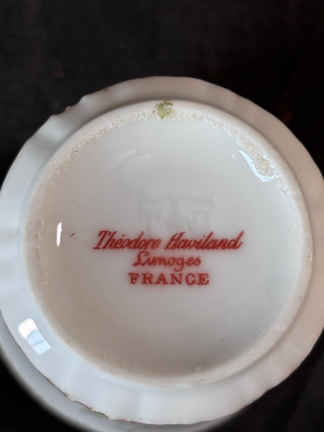 Théodore Haviland
Limoges
FRANCE